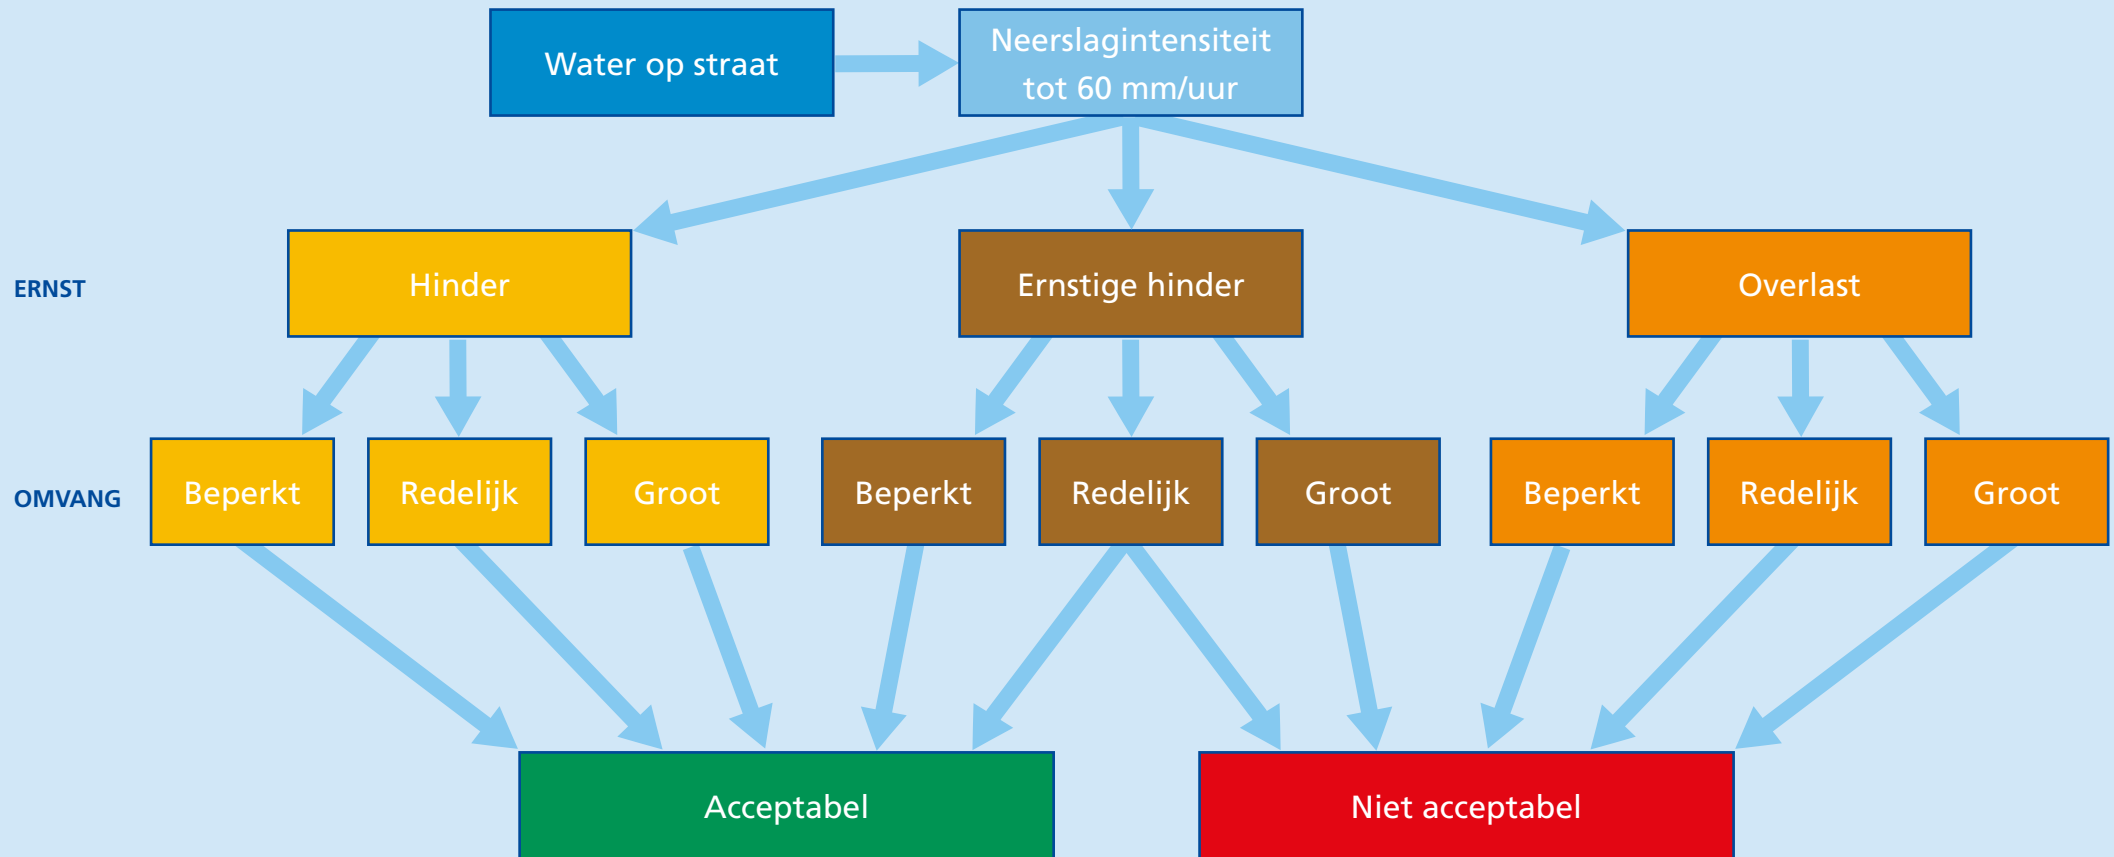 Water op straat
Neerslagintensiteit
tot 60 mm/uur
ERNST
Hinder
Ernstige hinder
Overlast
OMVANG
Beperkt
Redelijk
Groot
Beperkt
Redelijk
Groot
Beperkt
Redelijk
Groot
Acceptabel
Niet acceptabel